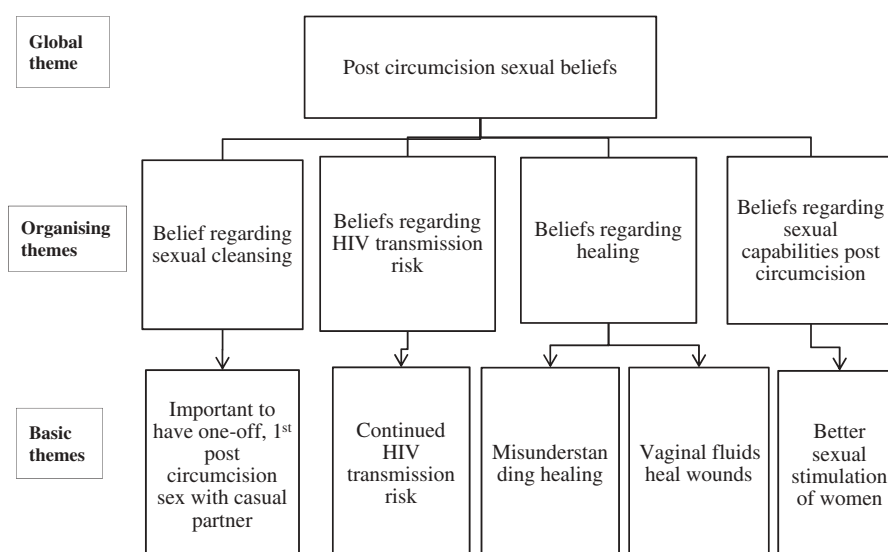 Global
theme
Post circumcision sexual beliefs
Organising
themes
Belief regarding
sexual cleansing
Beliefs regarding
HIV transmission
risk
Beliefs regarding
healing
Beliefs regarding
sexual
capabilities post
circumcision
Basic
themes
Important to
have one-off, 1st
post
circumcision
sex with casual
partner
Continued
HIV
transmission
risk
Misunderstan
ding healing
Vaginal fluids
heal wounds
Better
sexual
stimulation
of women